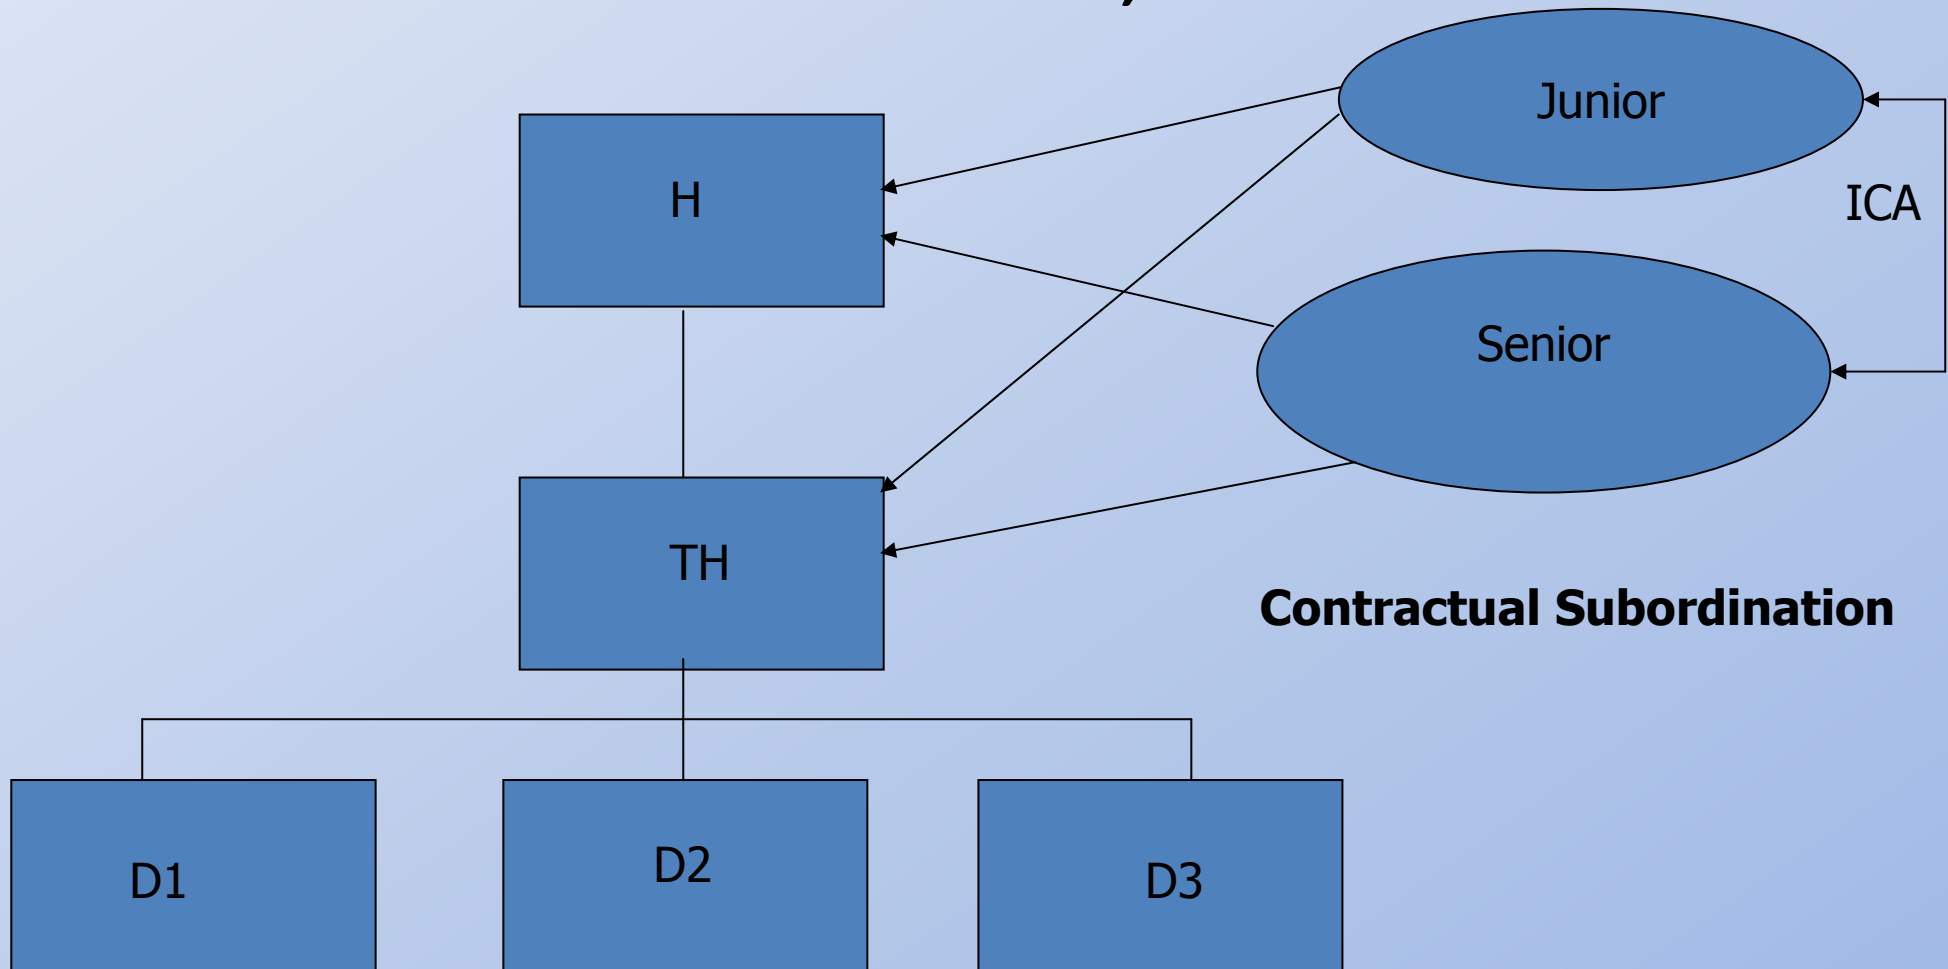 Junior
H
ICA
Senior
TH
Contractual Subordination
D1
D2
D3